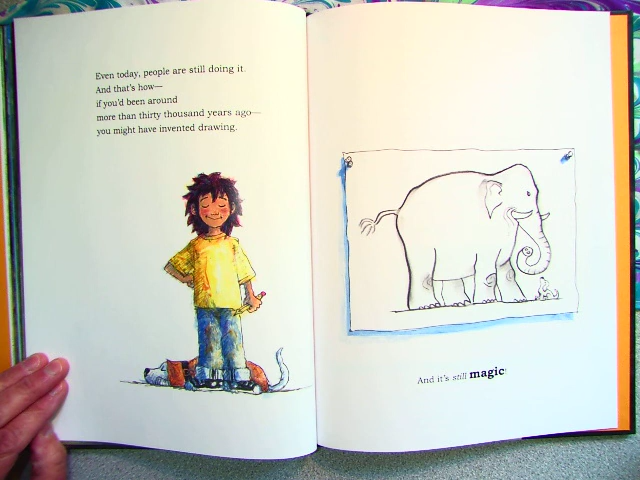 Even today, people are still doing it.
And that's how—
if you'd been around
more than thirty thousand years ago—
you might have invented drawing.
And it's still magic!